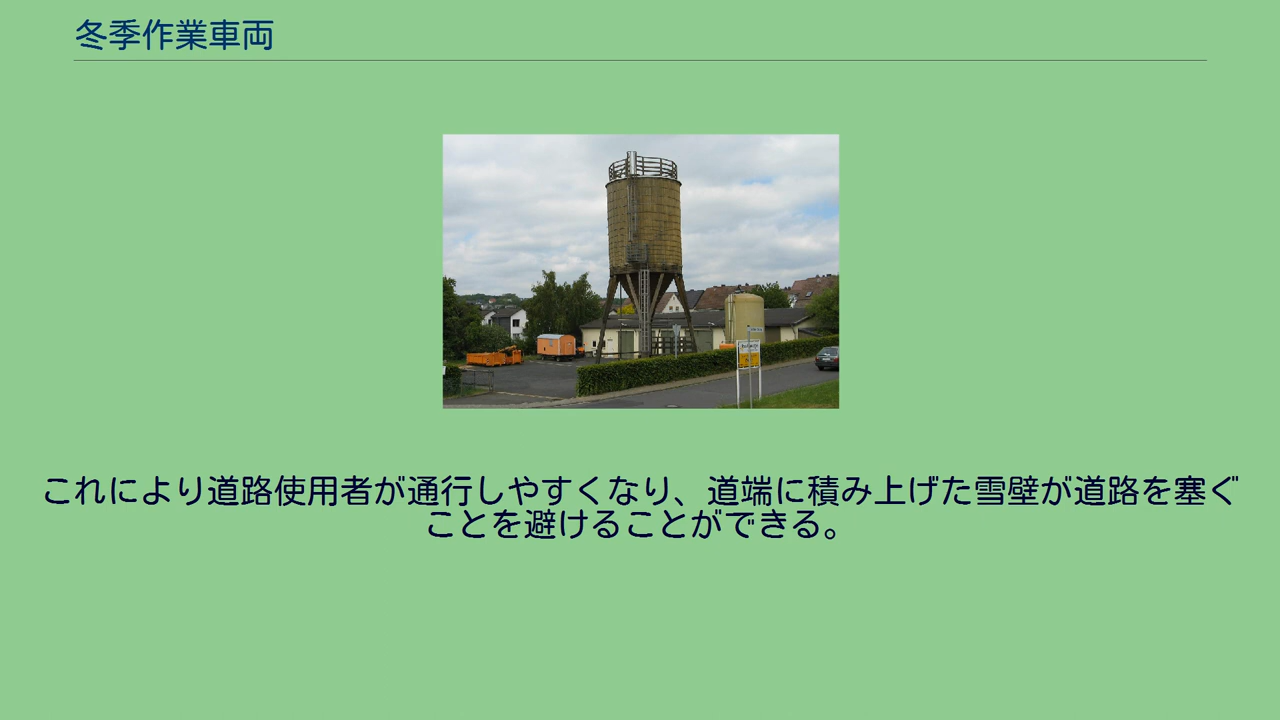 冬季作業車両
これにより道路使用者が通行しやすくなり、道端に積み上げた雪壁が道路を塞ぐ
ことを避けることができる。